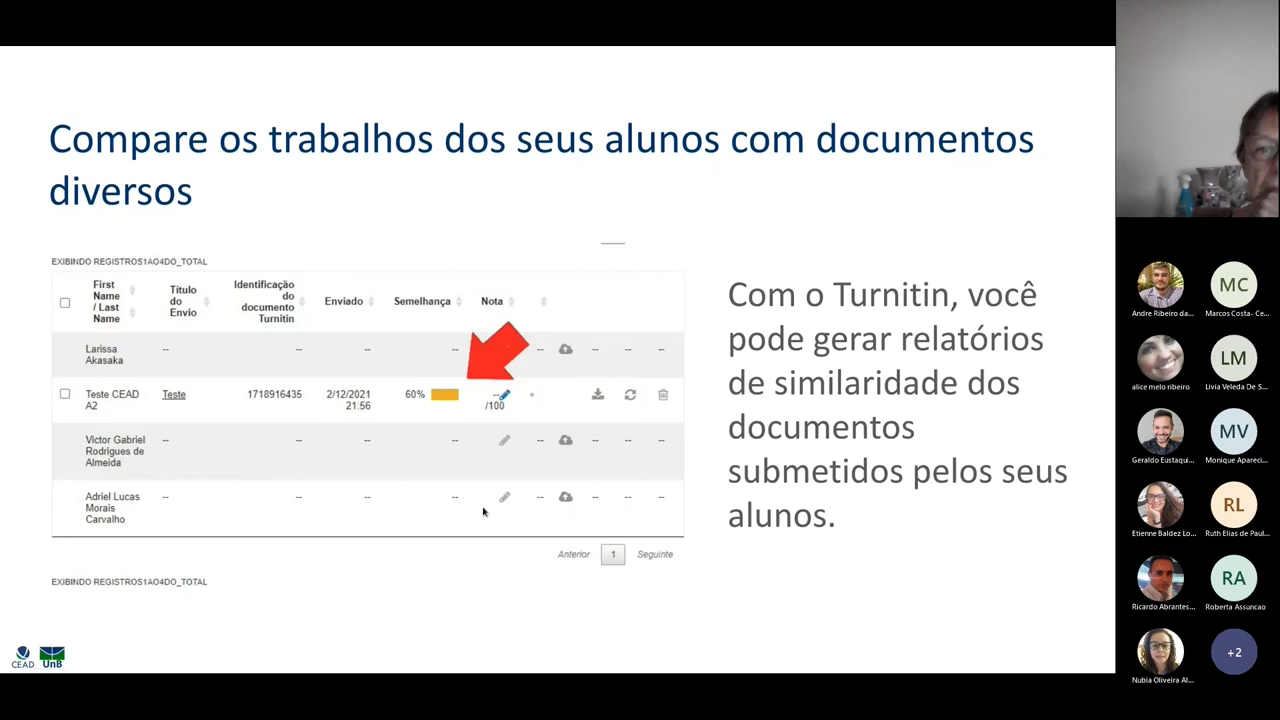 Compare os trabalhos dos seus alunos com documentos
diversos
EXIBINDO REGISTROS1AO4DO_TOTAL
First
Name
/ Last
Name
Título
do
Envio
Identificação
do
documento
Turnitin
Enviado
Semelhança
Nota
Larissa
Akasaka
-- -- -- -- -- -- -- --
Teste CEAD
A2
Teste
1718916435
2/12/2021
21:56
60%
--
/100
Victor Gabriel
Rodrigues de
Almeida
-- -- -- -- -- -- -- --
Adriel Lucas
Morais
Carvalho
-- -- -- -- -- -- -- --
Anterior 1 Seguinte
EXIBINDO REGISTROS1AO4DO_TOTAL
Com o Turnitin, você
pode gerar relatórios
de similaridade dos
documentos
submetidos pelos seus
alunos.
CEAD UnB
MC
Andre Ribeiro da... Marcos Costa- Ce...
LM
alice melo ribeiro Livia Veleda De S...
MV
Geraldo Eustaqui... Monique Apareci...
RL
Etienne Baldez Lo... Ruth Elias de Paul...
RA
Ricardo Abrantes... Roberta Assuncao
+2
Nubia Oliveira Al...